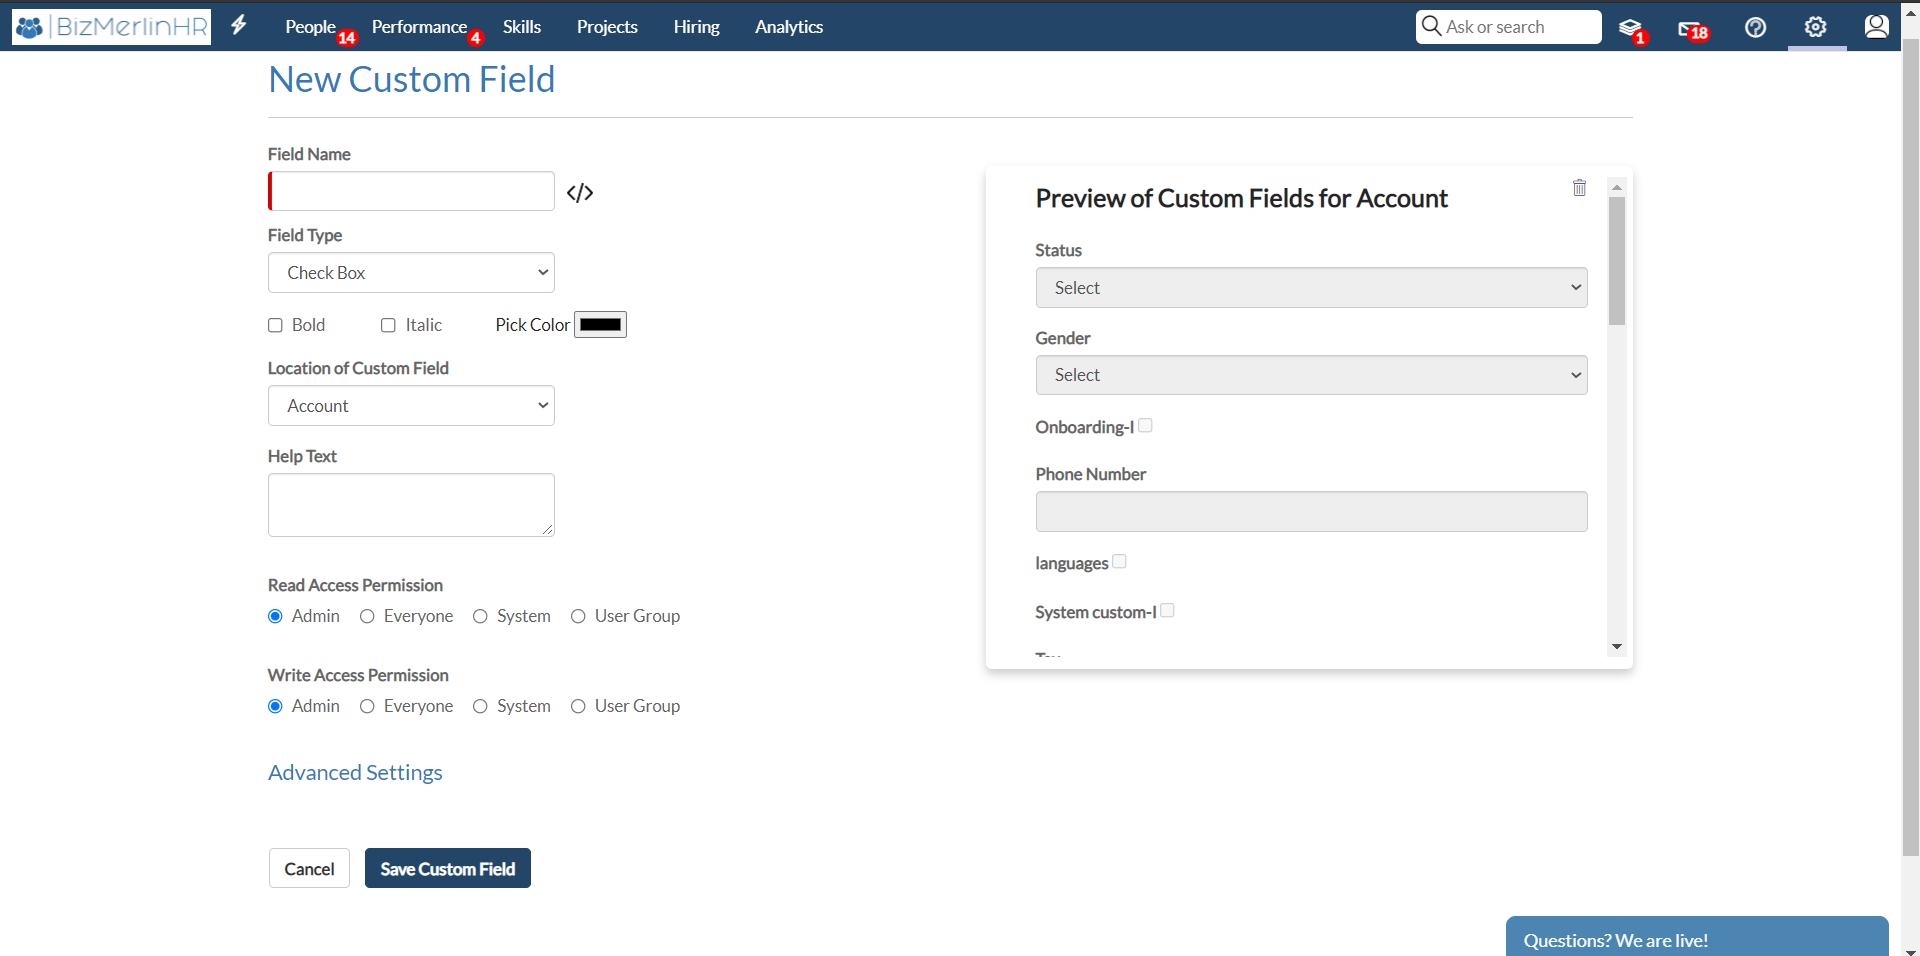 BizMerlinHR
People 14
Performance 4
Skills
Projects
Hiring
Analytics
Ask or search
1
18
New Custom Field
Field Name
</>
Field Type
Check Box
Bold
Italic
Pick Color
Location of Custom Field
Account
Help Text
Read Access Permission
Admin
Everyone
System
User Group
Write Access Permission
Admin
Everyone
System
User Group
Advanced Settings
Cancel
Save Custom Field
Preview of Custom Fields for Account
Status
Select
Gender
Select
Onboarding-I
Phone Number
languages
System custom-I
Questions? We are live!